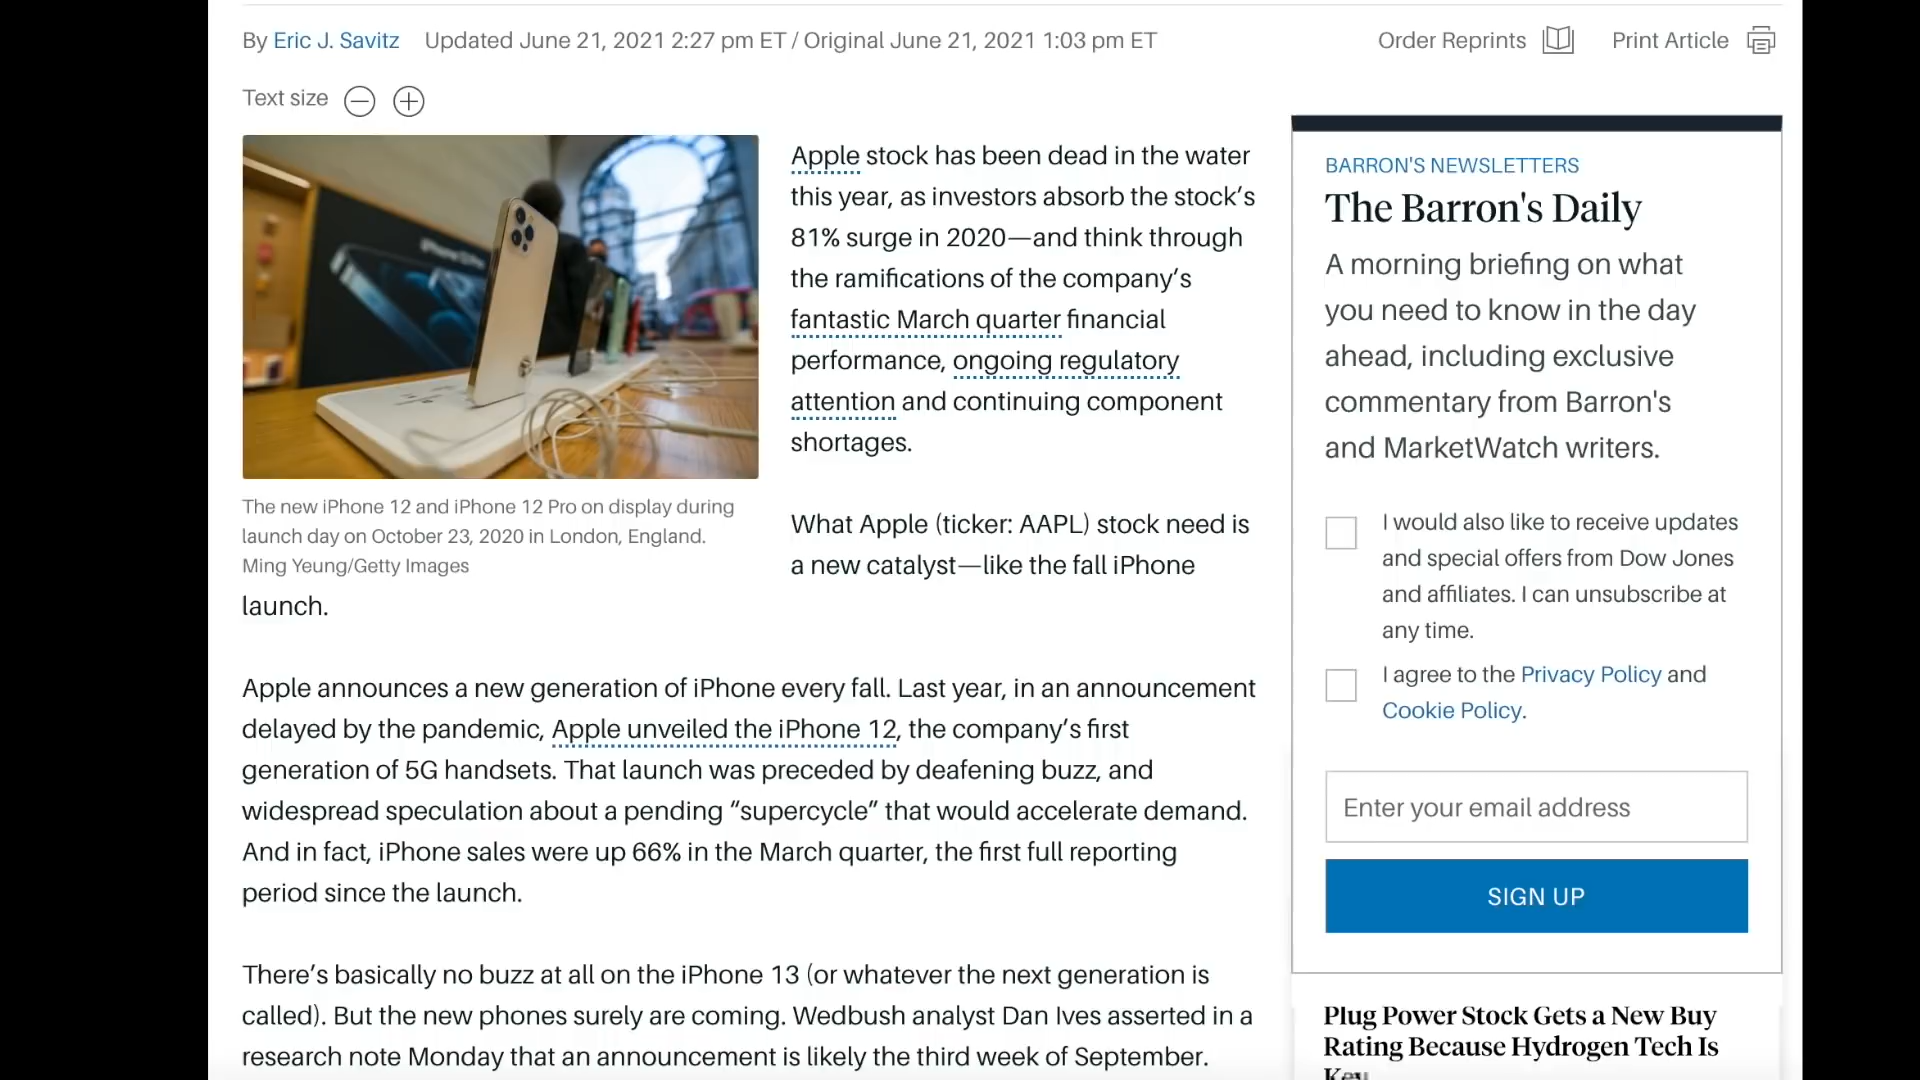 By Eric J. Savitz Updated June 21, 2021 2:27 pm ET / Original June 21, 2021 1:03 pm ET
Order Reprints Print Article
Text size
Apple stock has been dead in the water
this year, as investors absorb the stock’s
81% surge in 2020—and think through
the ramifications of the company’s
fantastic March quarter financial
performance, ongoing regulatory
attention and continuing component
shortages.
The new iPhone 12 and iPhone 12 Pro on display during
launch day on October 23, 2020 in London, England.
Ming Yeung/Getty Images
What Apple (ticker: AAPL) stock need is
a new catalyst—like the fall iPhone
launch.
Apple announces a new generation of iPhone every fall. Last year, in an announcement
delayed by the pandemic, Apple unveiled the iPhone 12, the company’s first
generation of 5G handsets. That launch was preceded by deafening buzz, and
widespread speculation about a pending “supercycle” that would accelerate demand.
And in fact, iPhone sales were up 66% in the March quarter, the first full reporting
period since the launch.
There’s basically no buzz at all on the iPhone 13 (or whatever the next generation is
called). But the new phones surely are coming. Wedbush analyst Dan Ives asserted in a
research note Monday that an announcement is likely the third week of September.
BARRON'S NEWSLETTERS
The Barron's Daily
A morning briefing on what
you need to know in the day
ahead, including exclusive
commentary from Barron's
and MarketWatch writers.
I would also like to receive updates
and special offers from Dow Jones
and affiliates. I can unsubscribe at
any time.
I agree to the Privacy Policy and
Cookie Policy.
Enter your email address
SIGN UP
Plug Power Stock Gets a New Buy
Rating Because Hydrogen Tech Is
Key